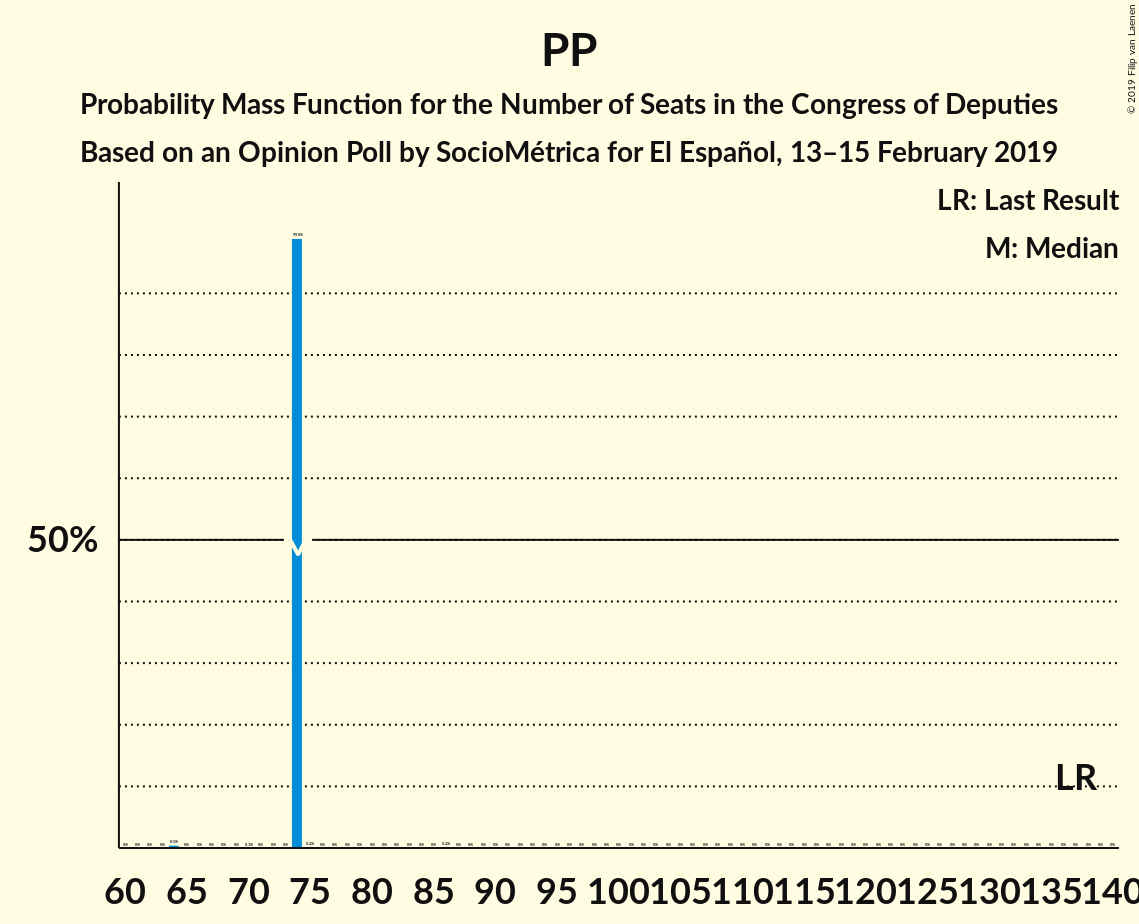 PP
Probability Mass Function for the Number of Seats in the Congress of Deputies
Based on an Opinion Poll by SocioMétrica for El Español, 13–15 February 2019
© 2019 Filip van Laenen
LR: Last Result
M: Median
50%
LR
60 65 70 75 80 85 90 95 100 105 110 115 120 125 130 135 140